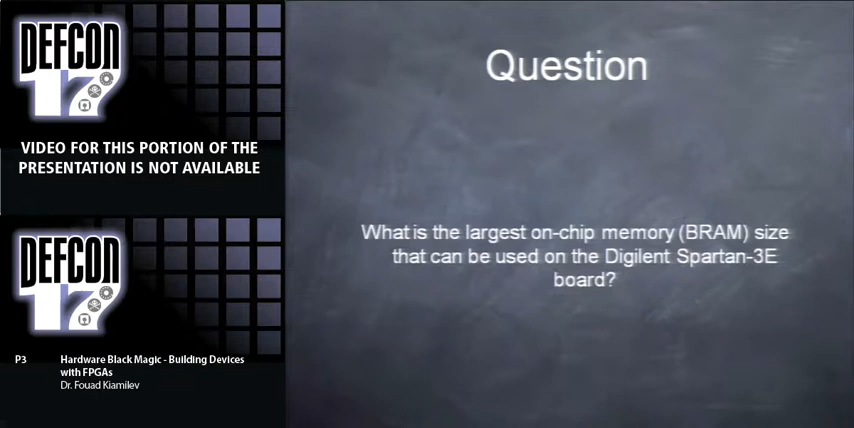 DEFCON
17
VIDEO FOR THIS PORTION OF THE
PRESENTATION IS NOT AVAILABLE
DEFCON
17
P3 Hardware Black Magic - Building Devices
with FPGAs
Dr. Fouad Kiamilev
Question
What is the largest on-chip memory (BRAM) size
that can be used on the Digilent Spartan-3E
board?